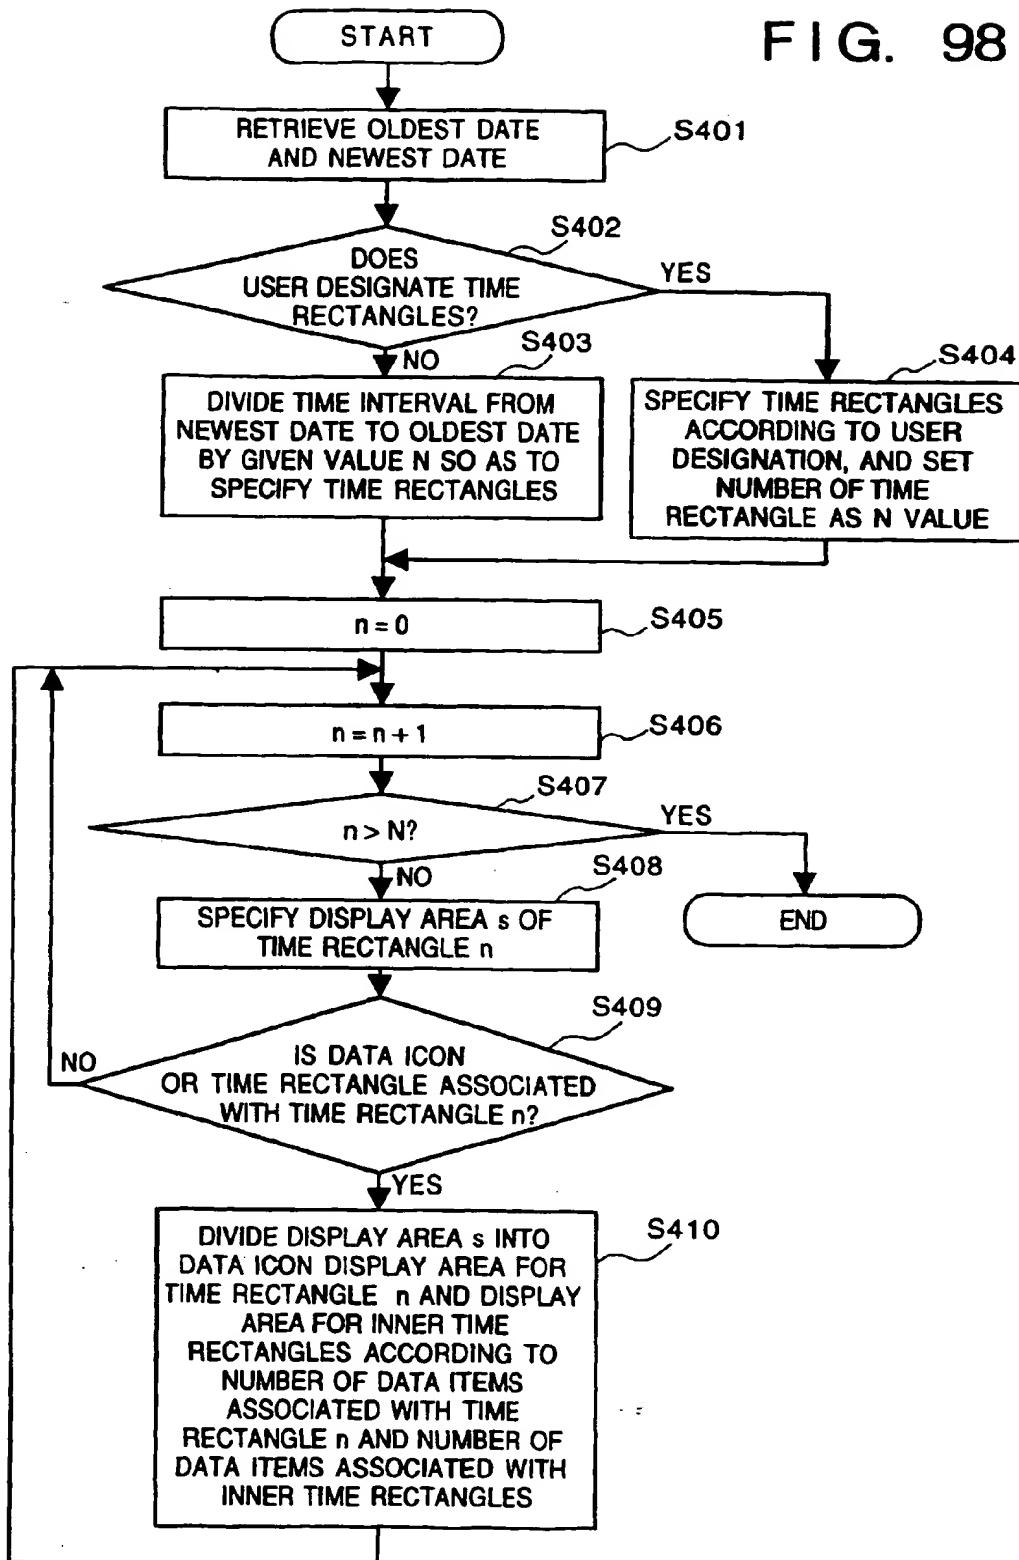 START
FIG. 98
RETRIEVE OLDEST DATE
AND NEWEST DATE
S401
S402
DOES
USER DESIGNATE TIME
RECTANGLES?
YES
S403
NO
S404
DIVIDE TIME INTERVAL FROM
NEWEST DATE TO OLDEST DATE
BY GIVEN VALUE N SO AS TO
SPECIFY TIME RECTANGLES
SPECIFY TIME RECTANGLES
ACCORDING TO USER
DESIGNATION, AND SET
NUMBER OF TIME
RECTANGLE AS N VALUE
n = 0
S405
n = n + 1
S406
S407
n > N?
YES
NO
S408
SPECIFY DISPLAY AREA s OF
TIME RECTANGLE n
END
S409
IS DATA ICON
OR TIME RECTANGLE ASSOCIATED
WITH TIME RECTANGLE n?
NO
YES
S410
DIVIDE DISPLAY AREA s INTO
DATA ICON DISPLAY AREA FOR
TIME RECTANGLE n AND DISPLAY
AREA FOR INNER TIME
RECTANGLES ACCORDING TO
NUMBER OF DATA ITEMS
ASSOCIATED WITH TIME
RECTANGLE n AND NUMBER OF
DATA ITEMS ASSOCIATED WITH
INNER TIME RECTANGLES